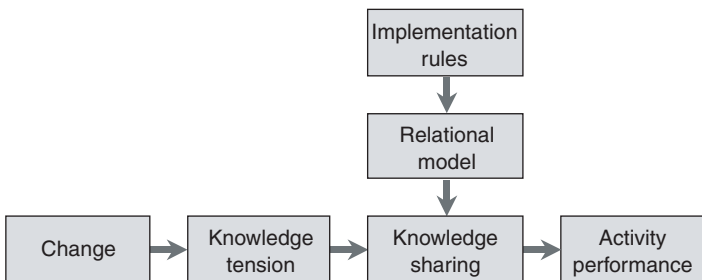 Implementation
rules
Relational
model
Change
Knowledge
tension
Knowledge
sharing
Activity
performance